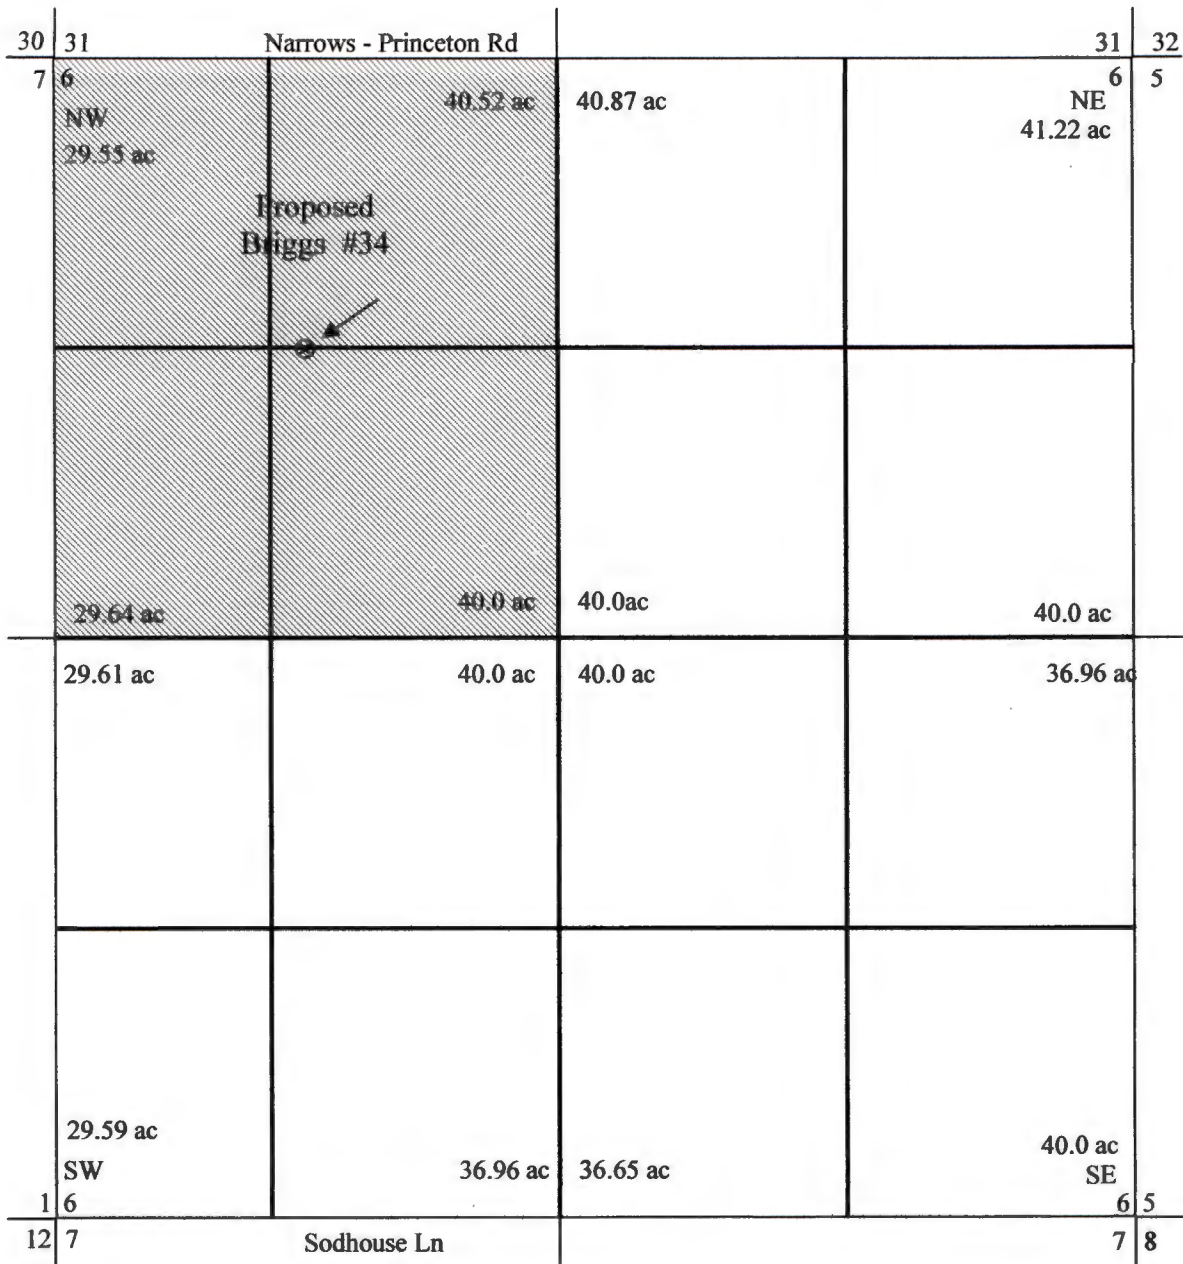 30 31 Narrows - Princeton Rd 31 32
7 6 6 5
NW 40.52 ac 40.87 ac NE
29.55 ac 41.22 ac
Proposed
Briggs #34
29.64 ac 40.0 ac 40.0ac 40.0 ac
29.61 ac 40.0 ac 40.0 ac 36.96 ac
29.59 ac 40.0 ac
SW 36.96 ac 36.65 ac SE
1 6 6 5
12 7 Sodhouse Ln 7 8